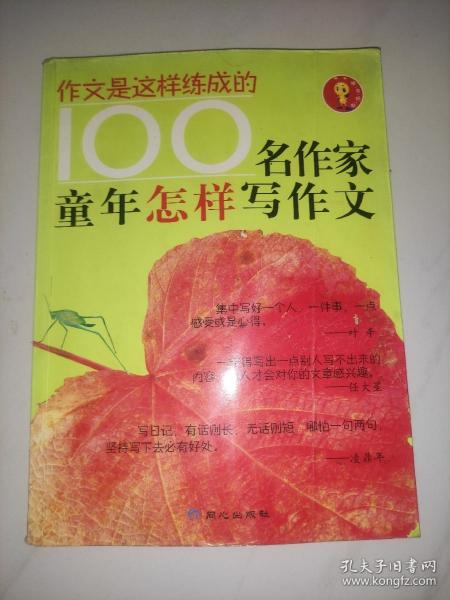 作文是这样练成的
100名作家
童年怎样写作文
集中写好一个人、一件事、一点
感受或是心得。
——叶辛
得写出一点别人写不出来的
内容，人才会对你的文章感兴趣。
——任大星
写日记，有话则长，无话则短，哪怕一句两句，
坚持写下去必有好处。
——凌鼎年
同心出版社
孔夫子旧书网
www.kongfz.com